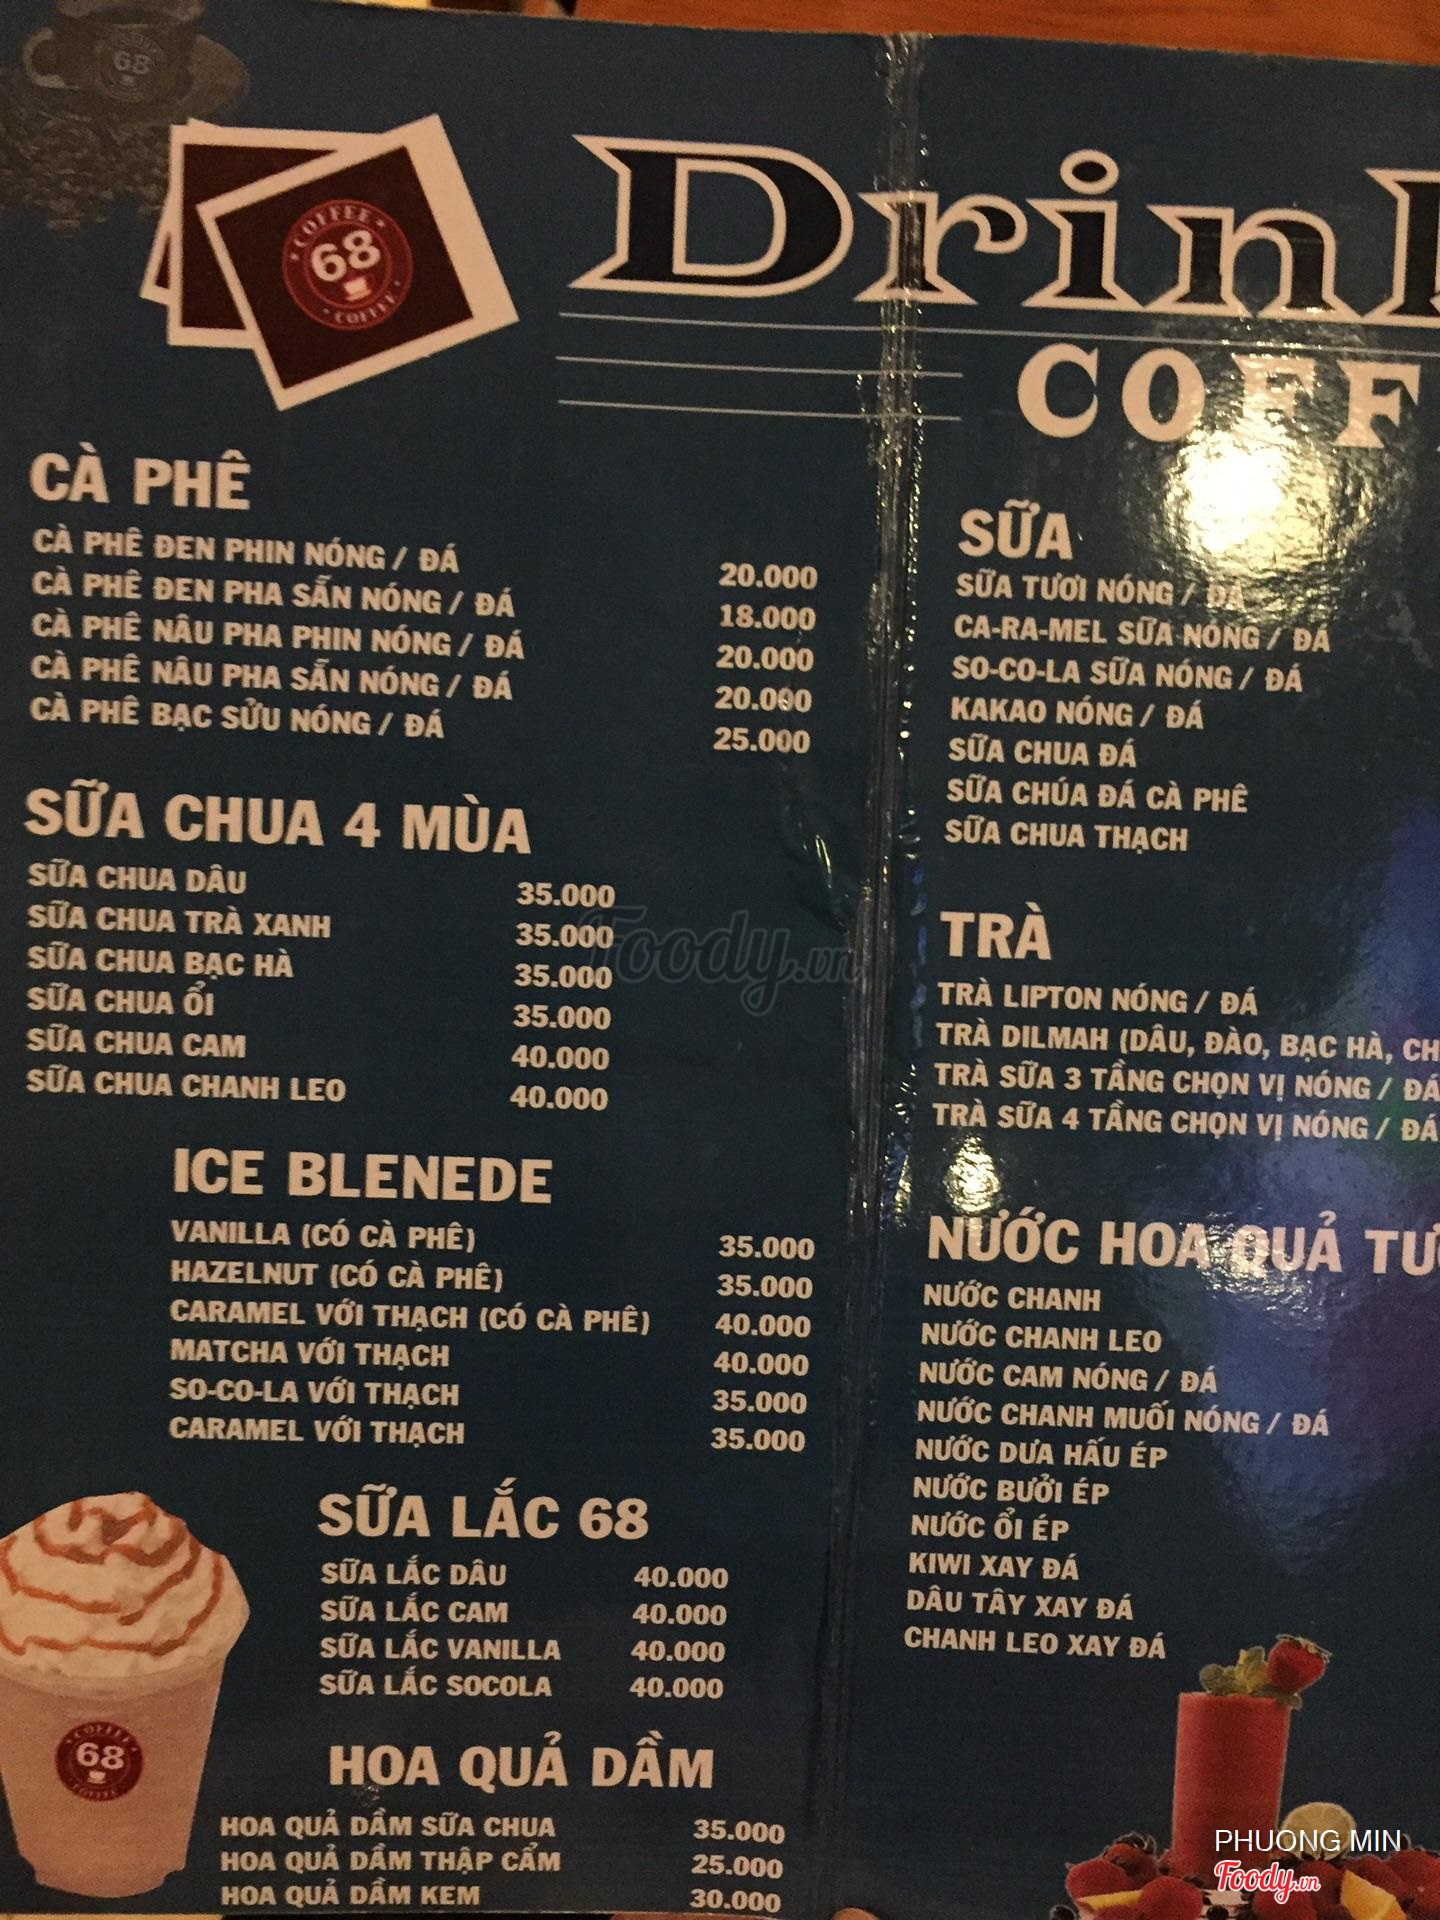 68
COFFEE
68
COFFEE
Drin
COFF
CÀ PHÊ
CÀ PHÊ ĐEN PHIN NÓNG / ĐÁ 20.000
CÀ PHÊ ĐEN PHA SẴN NÓNG / ĐÁ 18.000
CÀ PHÊ NÂU PHA PHIN NÓNG / ĐÁ 20.000
CÀ PHÊ NÂU PHA SẴN NÓNG / ĐÁ 20.000
CÀ PHÊ BẠC SỬU NÓNG / ĐÁ 25.000
SỮA CHUA 4 MÙA
SỮA CHUA DÂU 35.000
SỮA CHUA TRÀ XANH 35.000
SỮA CHUA BẠC HÀ 35.000
SỮA CHUA ỔI 35.000
SỮA CHUA CAM 40.000
SỮA CHUA CHANH LEO 40.000
ICE BLENEDE
VANILLA (CÓ CÀ PHÊ) 35.000
HAZELNUT (CÓ CÀ PHÊ) 35.000
CARAMEL VỚI THẠCH (CÓ CÀ PHÊ) 40.000
MATCHA VỚI THẠCH 40.000
SO-CO-LA VỚI THẠCH 35.000
CARAMEL VỚI THẠCH 35.000
SỮA LẮC 68
SỮA LẮC DÂU 40.000
SỮA LẮC CAM 40.000
SỮA LẮC VANILLA 40.000
SỮA LẮC SOCOLA 40.000
COFFEE
68
COFFEE
HOA QUẢ DẦM
HOA QUẢ DẦM SỮA CHUA 35.000
HOA QUẢ DẦM THẬP CẨM 25.000
HOA QUẢ DẦM KEM 30.000
SỮA
SỮA TƯƠI NÓNG / ĐÁ
CA-RA-MEL SỮA NÓNG / ĐÁ
SO-CO-LA SỮA NÓNG / ĐÁ
KAKAO NÓNG / ĐÁ
SỮA CHUA ĐÁ
SỮA CHÚA ĐÁ CÀ PHÊ
SỮA CHUA THẠCH
TRÀ
TRÀ LIPTON NÓNG / ĐÁ
TRÀ DILMAH (DÂU, ĐÀO, BẠC HÀ, CH
TRÀ SỮA 3 TẦNG CHỌN VỊ NÓNG / ĐÁ
TRÀ SỮA 4 TẦNG CHỌN VỊ NÓNG / ĐÁ
NƯỚC HOA QUẢ TƯƠ
NƯỚC CHANH
NƯỚC CHANH LEO
NƯỚC CAM NÓNG / ĐÁ
NƯỚC CHANH MUỐI NÓNG / ĐÁ
NƯỚC DƯA HẤU ÉP
NƯỚC BƯỞI ÉP
NƯỚC ỔI ÉP
KIWI XAY ĐÁ
DÂU TÂY XAY ĐÁ
CHANH LEO XAY ĐÁ
Foody.vn
PHUONG MIN
Foody.vn